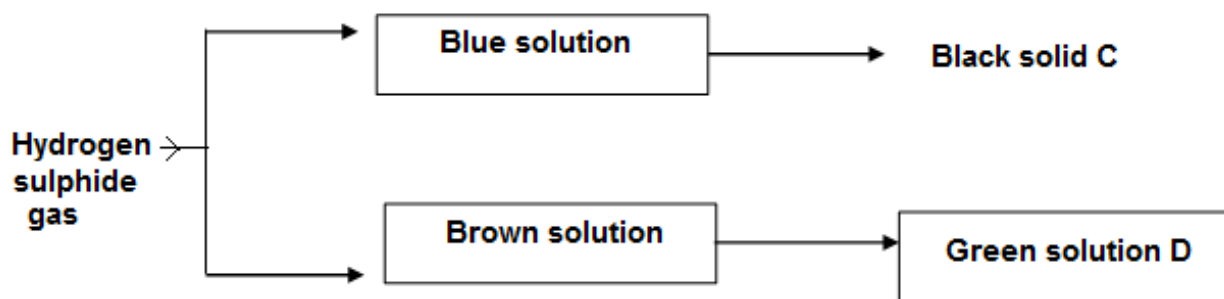 Blue solution
Black solid C
Hydrogen
sulphide
gas
Brown solution
Green solution D